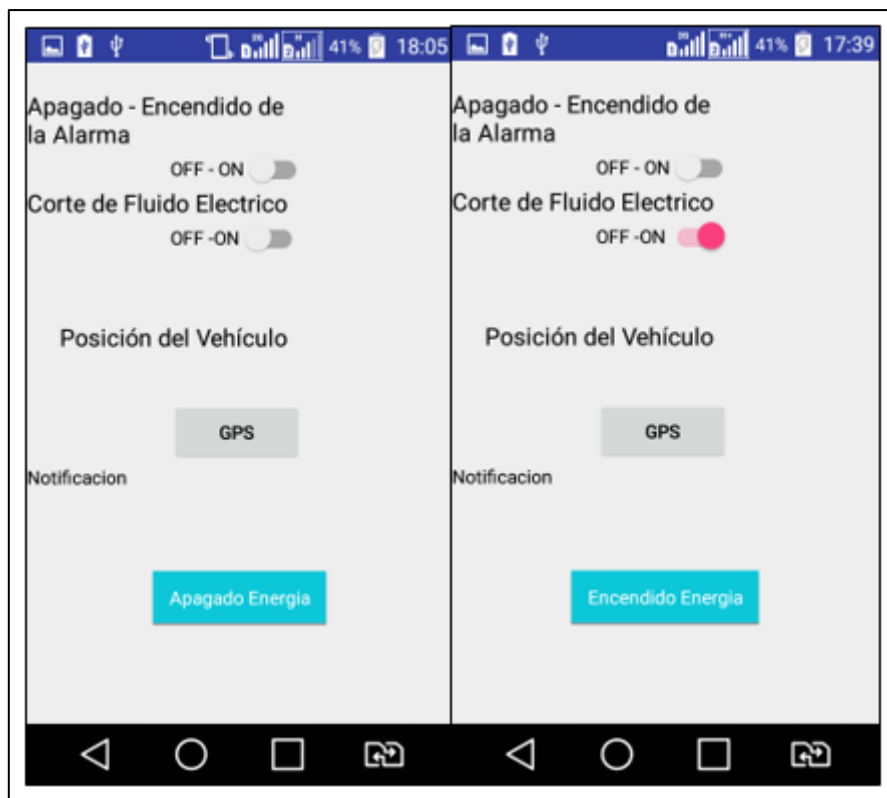 41% 18:05
Apagado - Encendido de
la Alarma
OFF - ON
Corte de Fluido Electrico
OFF -ON
Posición del Vehículo
GPS
Notificacion
Apagado Energia
41% 17:39
Apagado - Encendido de
la Alarma
OFF - ON
Corte de Fluido Electrico
OFF -ON
Posición del Vehículo
GPS
Notificacion
Encendido Energia